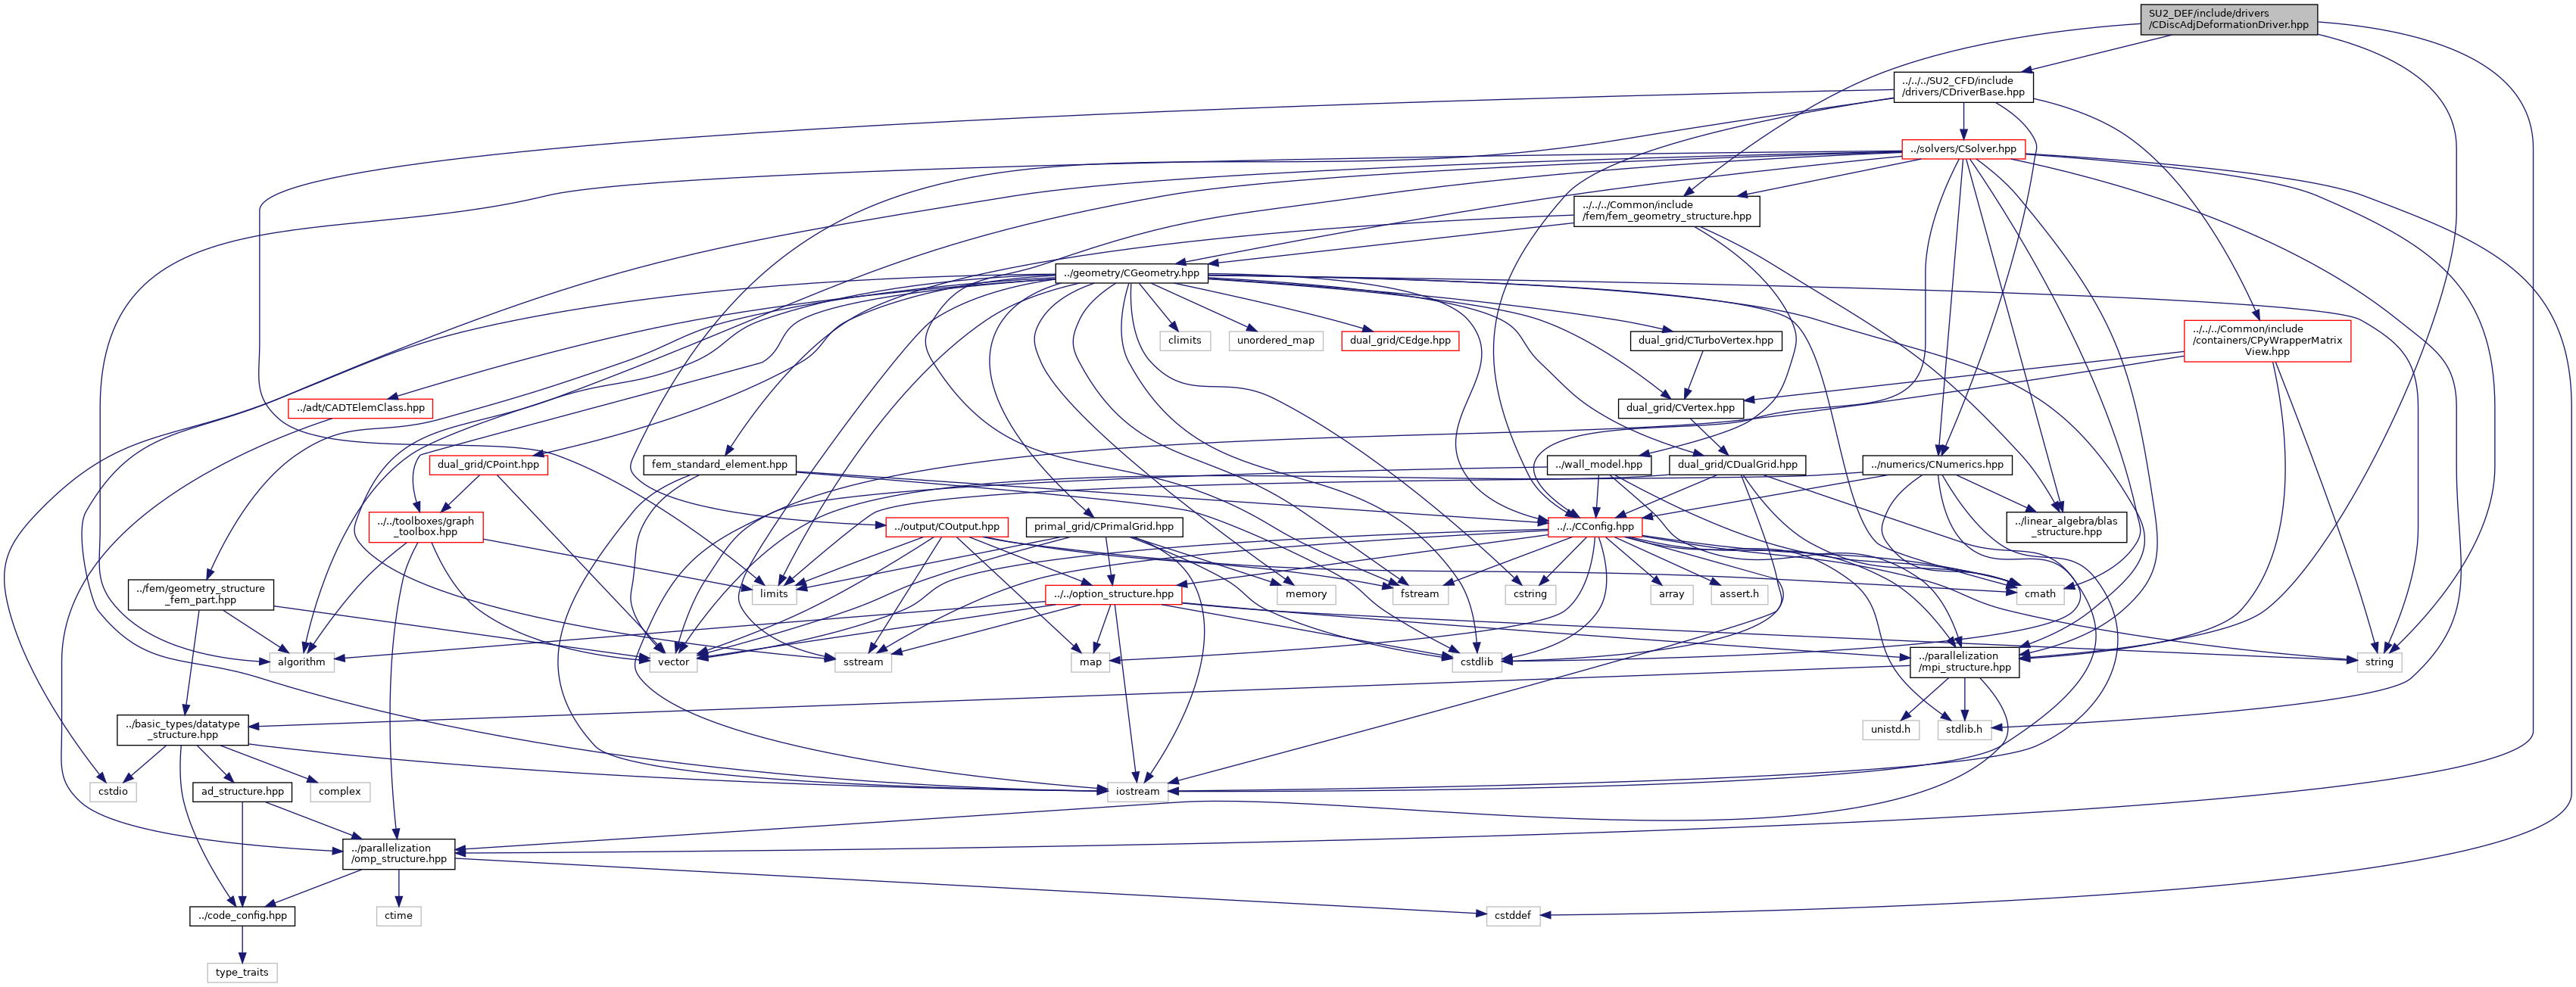 SU2_DEF/include/drivers
/CDiscAdjDeformationDriver.hpp
../../../SU2_CFD/include
/drivers/CDriverBase.hpp
../solvers/CSolver.hpp
../../../Common/include
/fem/fem_geometry_structure.hpp
../geometry/CGeometry.hpp
climits
unordered_map
dual_grid/CEdge.hpp
dual_grid/CTurboVertex.hpp
../../../Common/include
/containers/CPyWrapperMatrix
View.hpp
../adt/CADTElemClass.hpp
dual_grid/CVertex.hpp
dual_grid/CPoint.hpp
fem_standard_element.hpp
../wall_model.hpp
dual_grid/CDualGrid.hpp
../numerics/CNumerics.hpp
../../toolboxes/graph
_toolbox.hpp
../output/COutput.hpp
primal_grid/CPrimalGrid.hpp
../../CConfig.hpp
../linear_algebra/blas
_structure.hpp
../fem/geometry_structure
_fem_part.hpp
limits
../../option_structure.hpp
memory
fstream
cstring
array
assert.h
cmath
algorithm
vector
sstream
map
cstdlib
../parallelization
/mpi_structure.hpp
string
../basic_types/datatype
_structure.hpp
unistd.h
stdlib.h
cstdio
ad_structure.hpp
complex
iostream
../parallelization
/omp_structure.hpp
../code_config.hpp
ctime
cstddef
type_traits